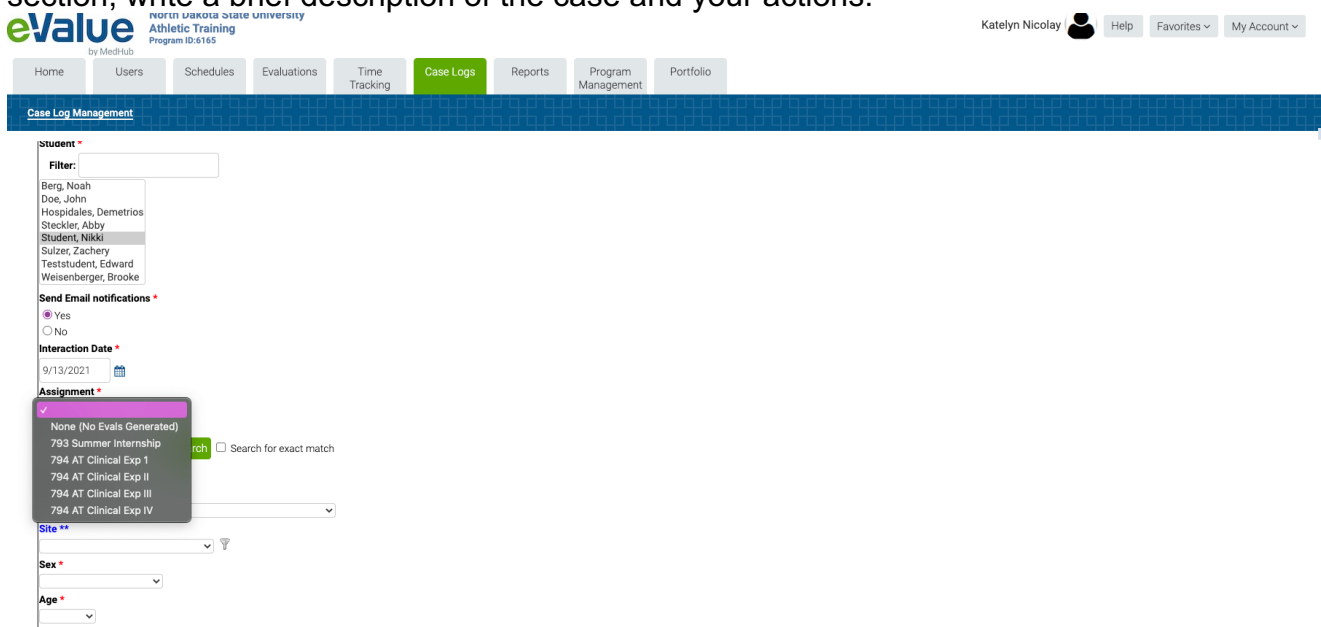 section, write a brief description of the case and your actions.
eValue
by MedHub
North Dakota State University
Athletic Training
Program ID:6165
Katelyn Nicolay
Help
Favorites
My Account
Home
Users
Schedules
Evaluations
Time Tracking
Case Logs
Reports
Program Management
Portfolio
Case Log Management
Student *
Filter:
Berg, Noah
Doe, John
Hospidales, Demetrios
Steckler, Abby
Student, Nikki
Sulzer, Zachery
Teststudent, Edward
Weisenberger, Brooke
Send Email notifications *
Yes
No
Interaction Date *
9/13/2021
Assignment *
✓
None (No Evals Generated)
793 Summer Internship
rch Search for exact match
794 AT Clinical Exp 1
794 AT Clinical Exp II
794 AT Clinical Exp III
794 AT Clinical Exp IV
Site **
Sex *
Age *